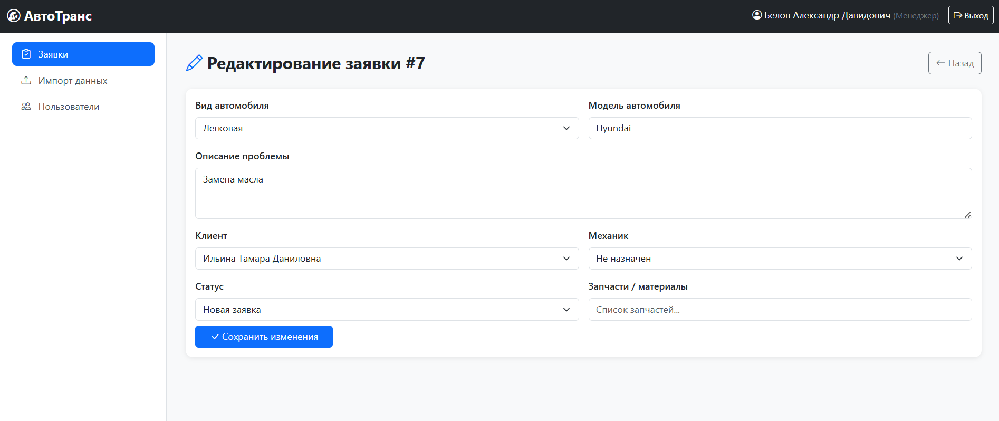 АвтоТранс
Белов Александр Давидович (Менеджер)
Выход
Заявки
Импорт данных
Пользователи
Редактирование заявки #7
Назад
Вид автомобиля
Модель автомобиля
Легковая
Hyundai
Описание проблемы
Замена масла
Клиент
Механик
Ильина Тамара Даниловна
Не назначен
Статус
Запчасти / материалы
Новая заявка
Список запчастей...
Сохранить изменения